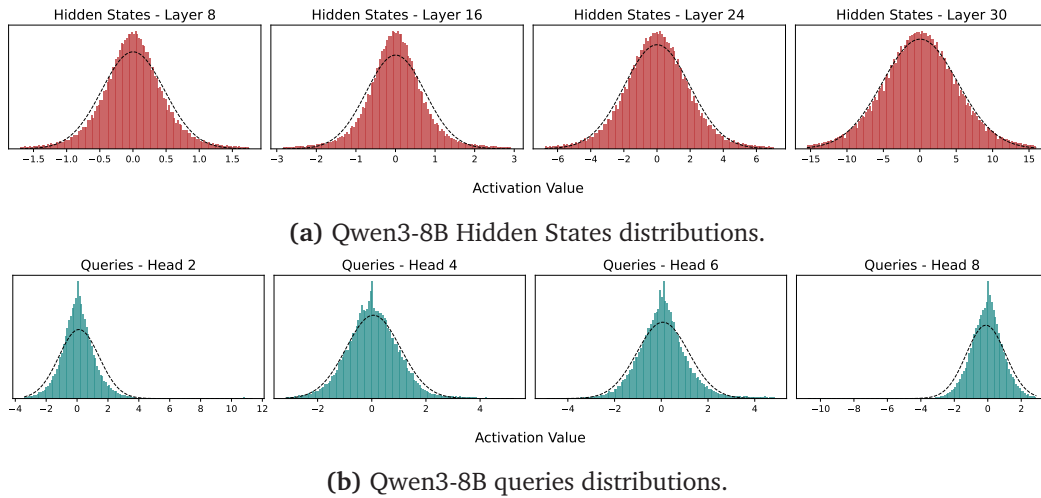 Hidden States - Layer 8 Hidden States - Layer 16 Hidden States - Layer 24 Hidden States - Layer 30
−1.5 −1.0 −0.5 0.0 0.5 1.0 1.5 −3 −2 −1 0 1 2 3 −6 −4 −2 0 2 4 6 −15 −10 −5 0 5 10 15
Activation Value
(a) Qwen3-8B Hidden States distributions.
Queries - Head 2 Queries - Head 4 Queries - Head 6 Queries - Head 8
−4 −2 0 2 4 6 8 10 12 −2 0 2 4 −4 −2 0 2 4 −10 −8 −6 −4 −2 0 2
Activation Value
(b) Qwen3-8B queries distributions.